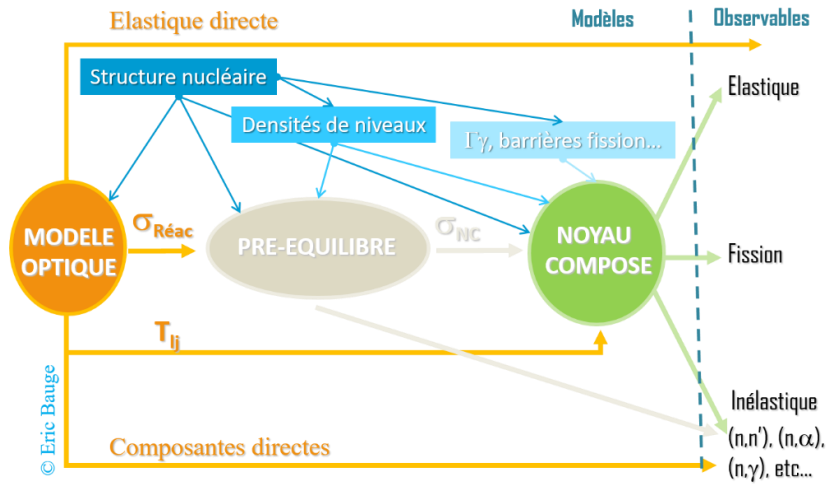 Elastique directe
Modèles
Observables
Structure nucléaire
Densités de niveaux
Γγ, barrières fission...
Elastique
MODELE
OPTIQUE
σRéac
PRE-EQUILIBRE
σNC
NOYAU
COMPOSE
Fission
Tlj
© Eric Bauge
Composantes directes
Inélastique
(n,n'), (n,α),
(n,γ), etc...